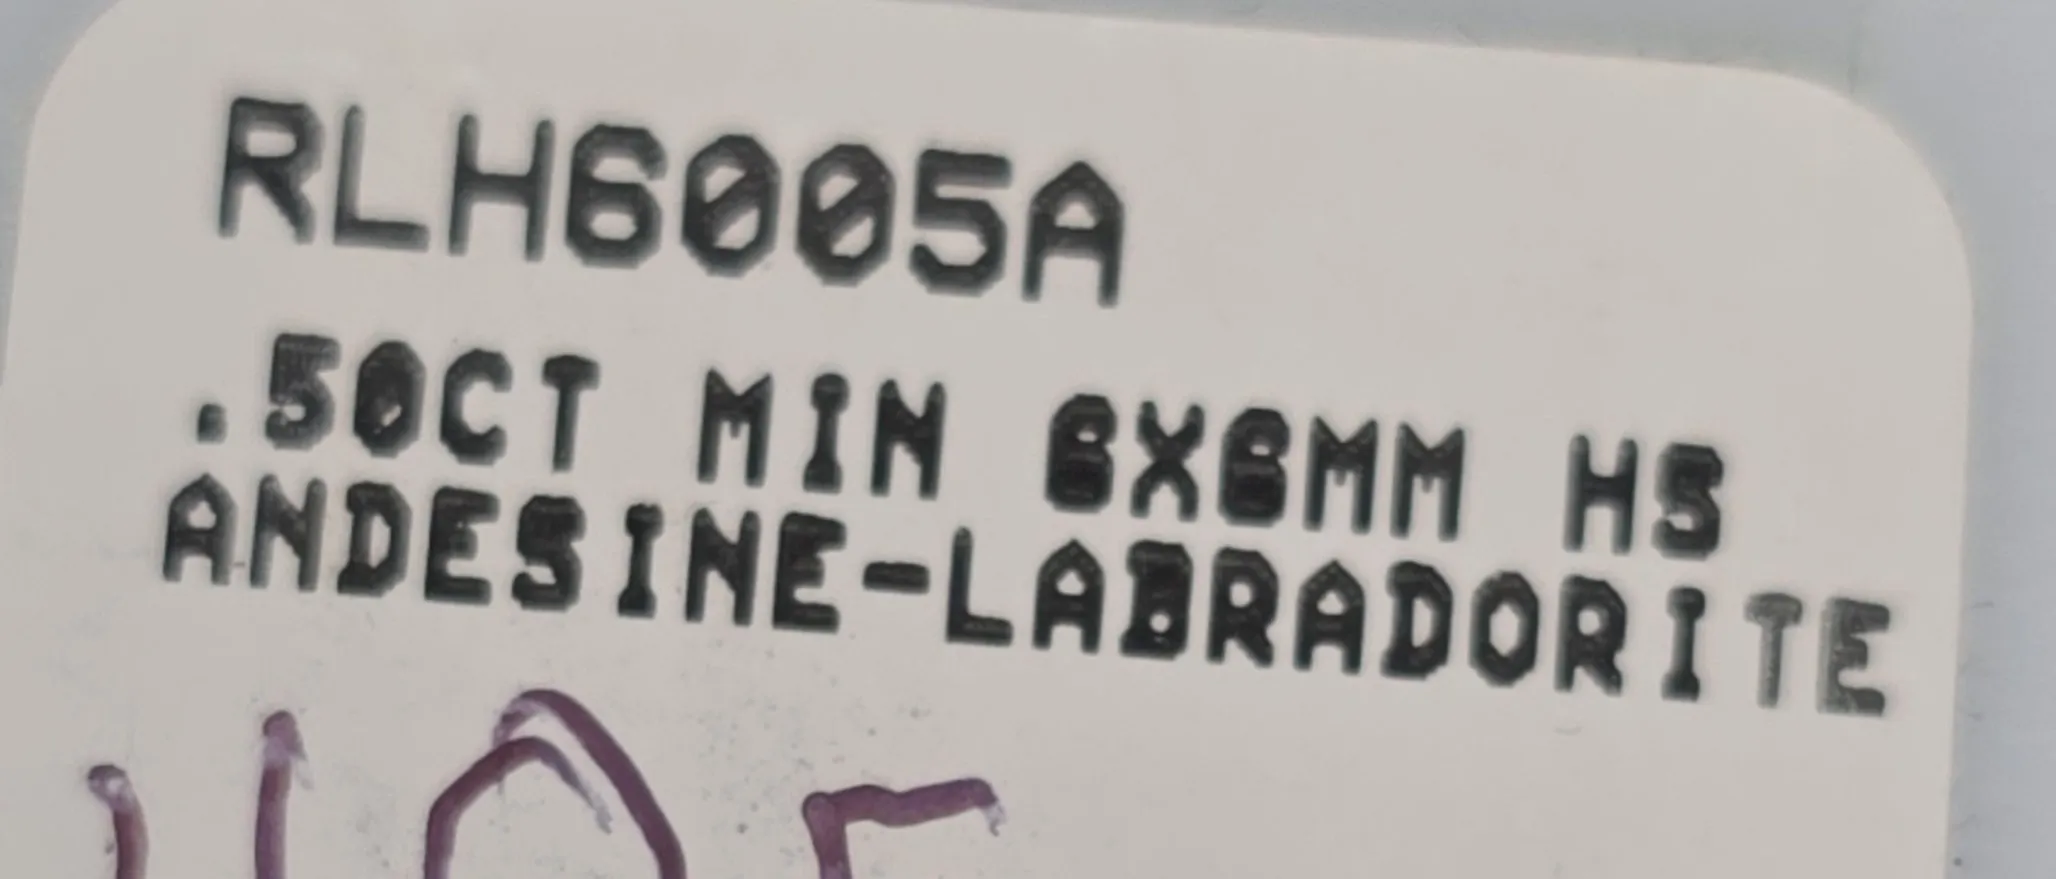 RLH6005A
.50CT MIN 6X6MM HS
ANDESINE-LABRADORITE